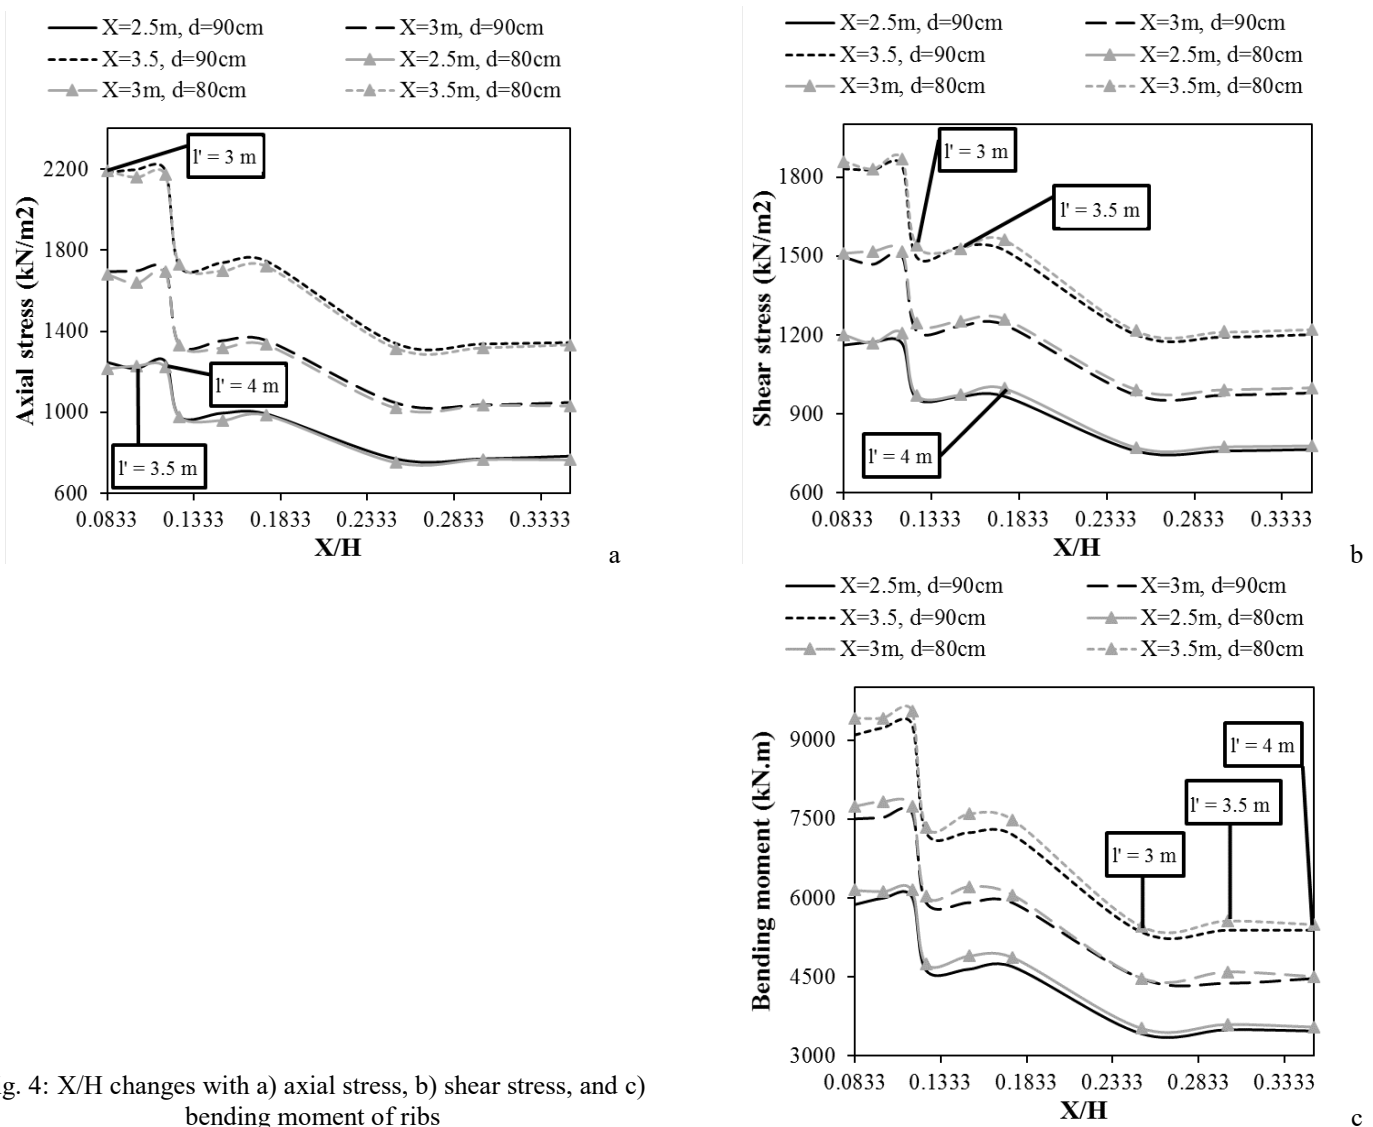 X=2.5m, d=90cm
X=3m, d=90cm
X=3.5, d=90cm
X=2.5m, d=80cm
X=3m, d=80cm
X=3.5m, d=80cm
Axial stress (kN/m2)
2200
1800
1400
1000
600
l' = 3 m
l' = 4 m
l' = 3.5 m
0.0833 0.1333 0.1833 0.2333 0.2833 0.3333
X/H
a
X=2.5m, d=90cm
X=3m, d=90cm
X=3.5, d=90cm
X=2.5m, d=80cm
X=3m, d=80cm
X=3.5m, d=80cm
Shear stress (kN/m2)
1800
1500
1200
900
600
l' = 3 m
l' = 3.5 m
l' = 4 m
0.0833 0.1333 0.1833 0.2333 0.2833 0.3333
X/H
b
X=2.5m, d=90cm
X=3m, d=90cm
X=3.5, d=90cm
X=2.5m, d=80cm
X=3m, d=80cm
X=3.5m, d=80cm
Bending moment (kN.m)
9000
7500
6000
4500
3000
l' = 4 m
l' = 3.5 m
l' = 3 m
0.0833 0.1333 0.1833 0.2333 0.2833 0.3333
X/H
c
g. 4: X/H changes with a) axial stress, b) shear stress, and c)
bending moment of ribs